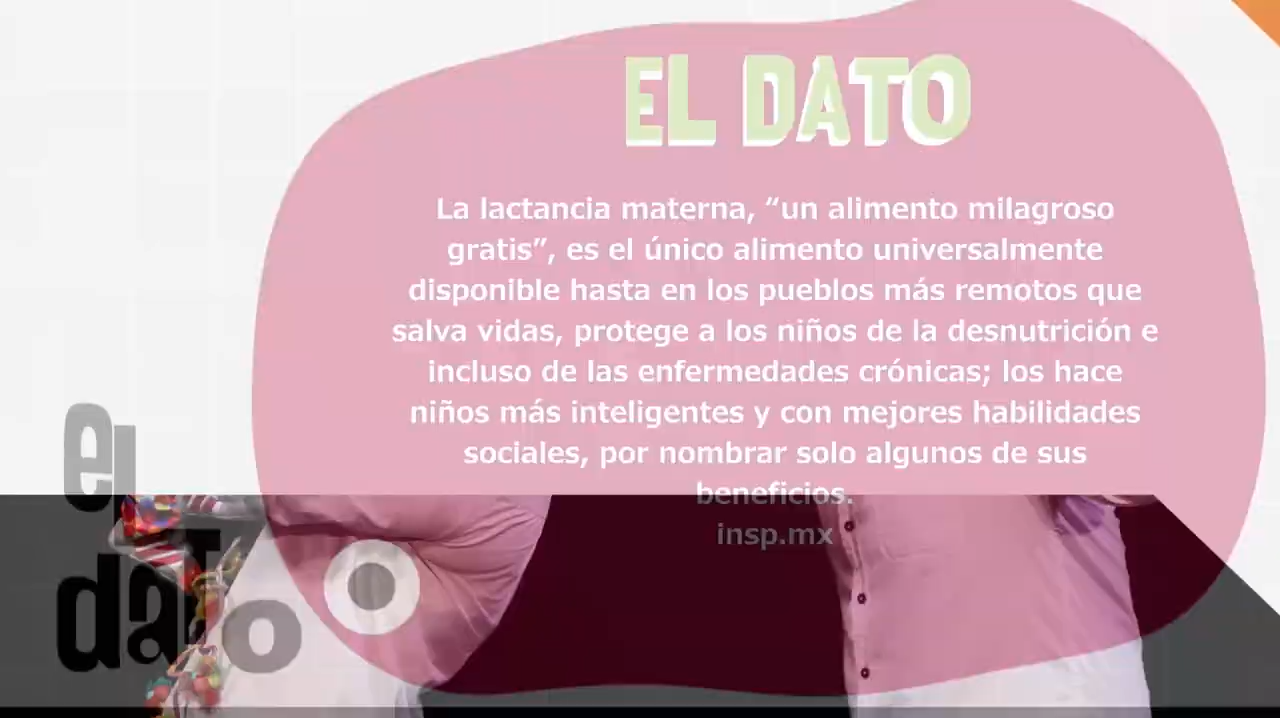 EL DATO
La lactancia materna, “un alimento milagroso
gratis”, es el único alimento universalmente
disponible hasta en los pueblos más remotos que
salva vidas, protege a los niños de la desnutrición e
incluso de las enfermedades crónicas; los hace
niños más inteligentes y con mejores habilidades
sociales, por nombrar solo algunos de sus
beneficios.
insp.mx
el
daTo